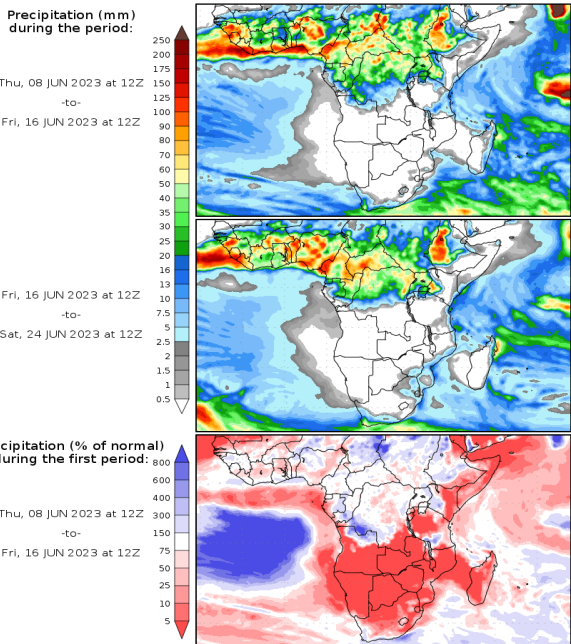 Precipitation (mm)
during the period:
250
200
175
150
125
100
90
80
70
60
50
40
35
30
25
20
16
13
10
7.5
5
2.5
2
1.5
1
0.5
Thu, 08 JUN 2023 at 12Z
-to-
Fri, 16 JUN 2023 at 12Z
Fri, 16 JUN 2023 at 12Z
-to-
Sat, 24 JUN 2023 at 12Z
cipitation (% of normal)
during the first period:
800
600
400
300
150
75
50
25
10
5
Thu, 08 JUN 2023 at 12Z
-to-
Fri, 16 JUN 2023 at 12Z